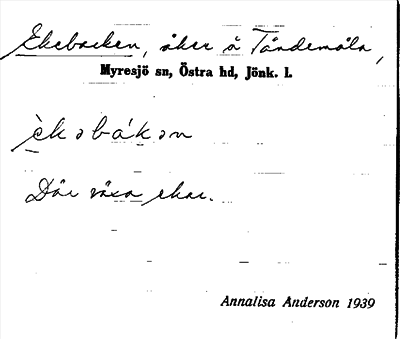 Ekebacken, åker å Tändemåla,
Myresjö sn, Östra hd, Jönk. l.
èkəbákən
Där växa ekar.
Annalisa Anderson 1939